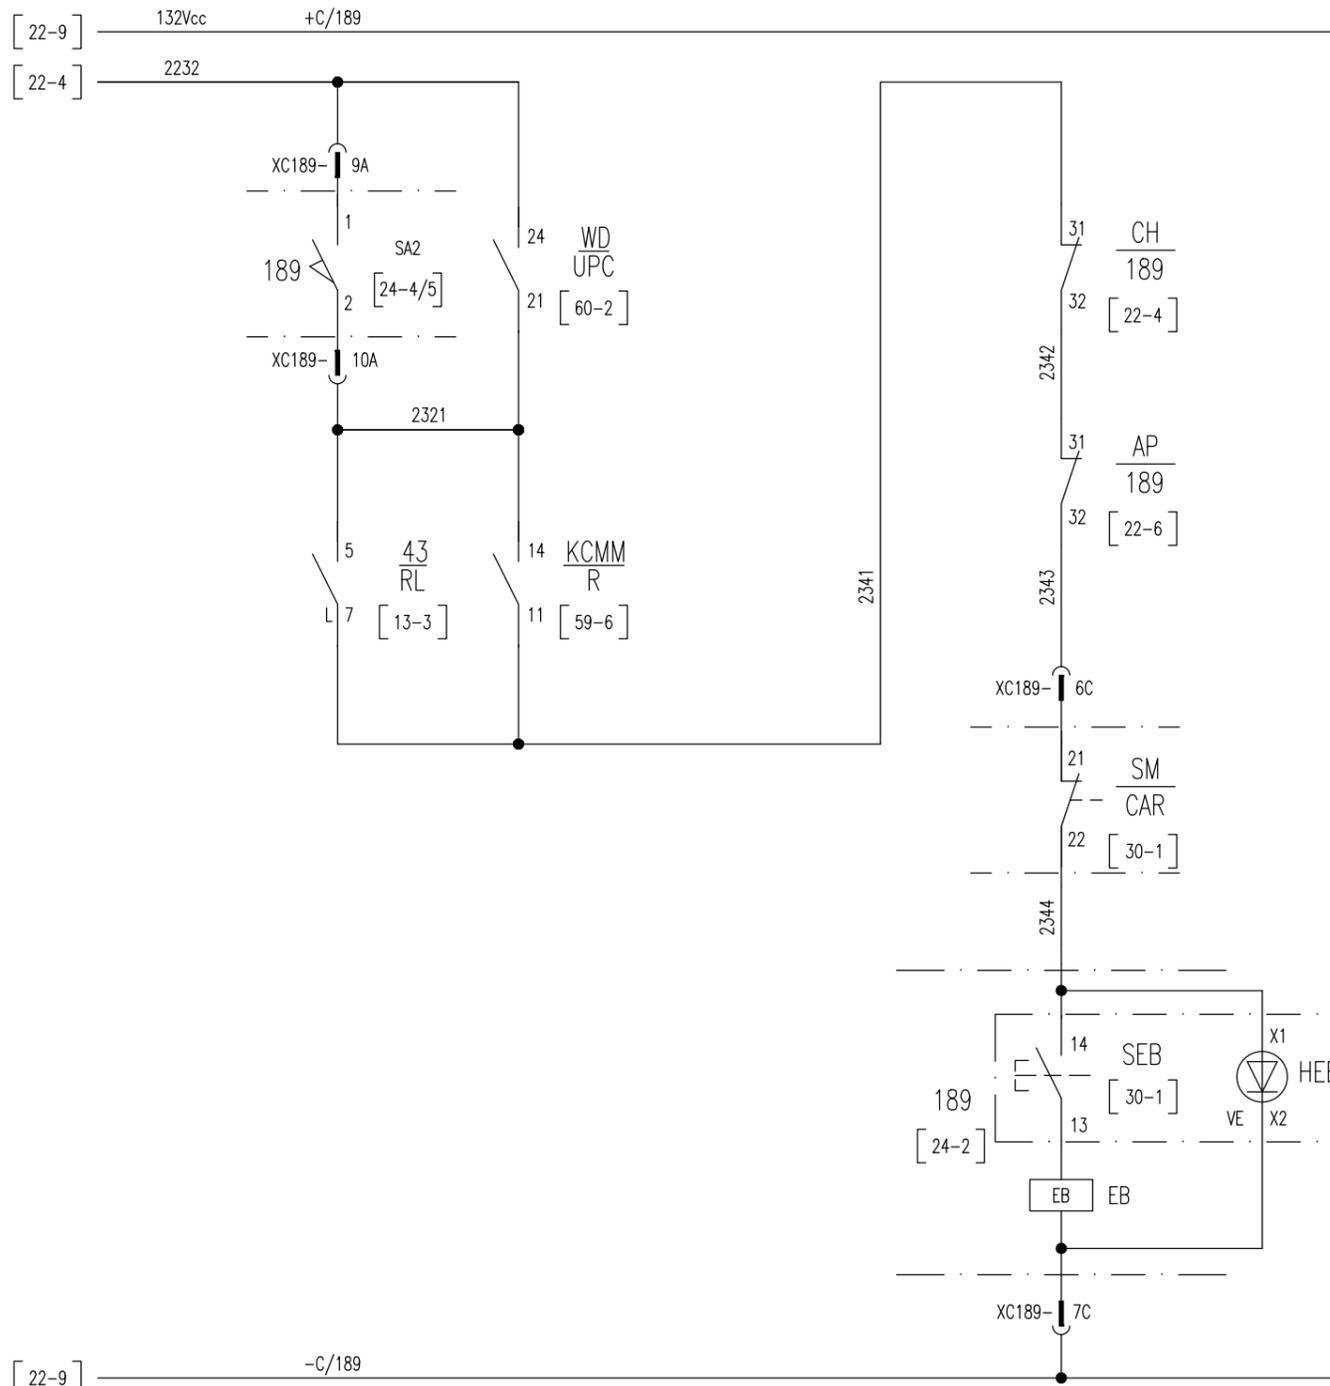 132Vcc
+C/189
[22-9]
[22-4]
2232
XC189-
9A
1
SA2
189
[24-4/5]
2
XC189-
10A
24
WD
UPC
21
[60-2]
2321
5
43
RL
L 7
[13-3]
14
KCMM
R
11
[59-6]
2341
31
CH
189
32
[22-4]
2342
31
AP
189
32
[22-6]
2343
XC189-
6C
21
SM
CAR
22
[30-1]
2344
14
SEB
[30-1]
13
189
[24-2]
X1
VE
X2
EB
EB
XC189-
7C
-C/189
[22-9]